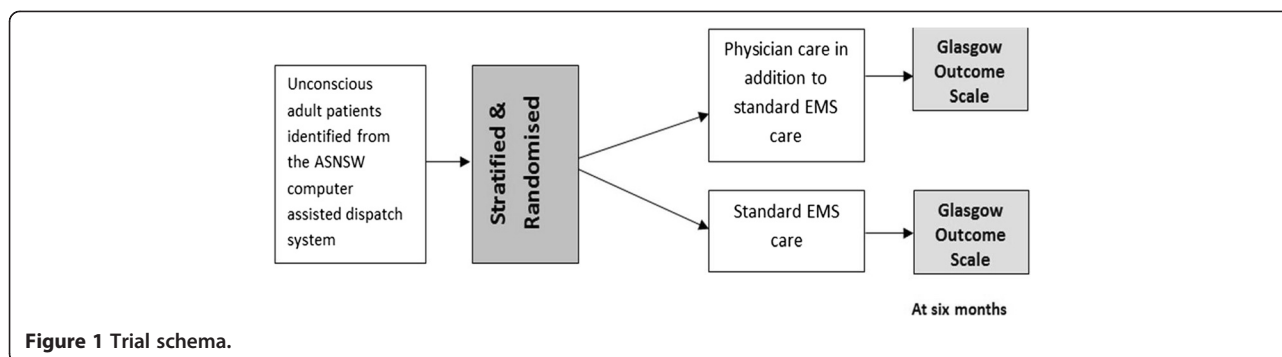 Unconscious
adult patients
identified from
the ASNSW
computer
assisted dispatch
system
Stratified &
Randomised
Physician care in
addition to
standard EMS
care
Glasgow
Outcome
Scale
Standard EMS
care
Glasgow
Outcome
Scale
At six months
Figure 1 Trial schema.